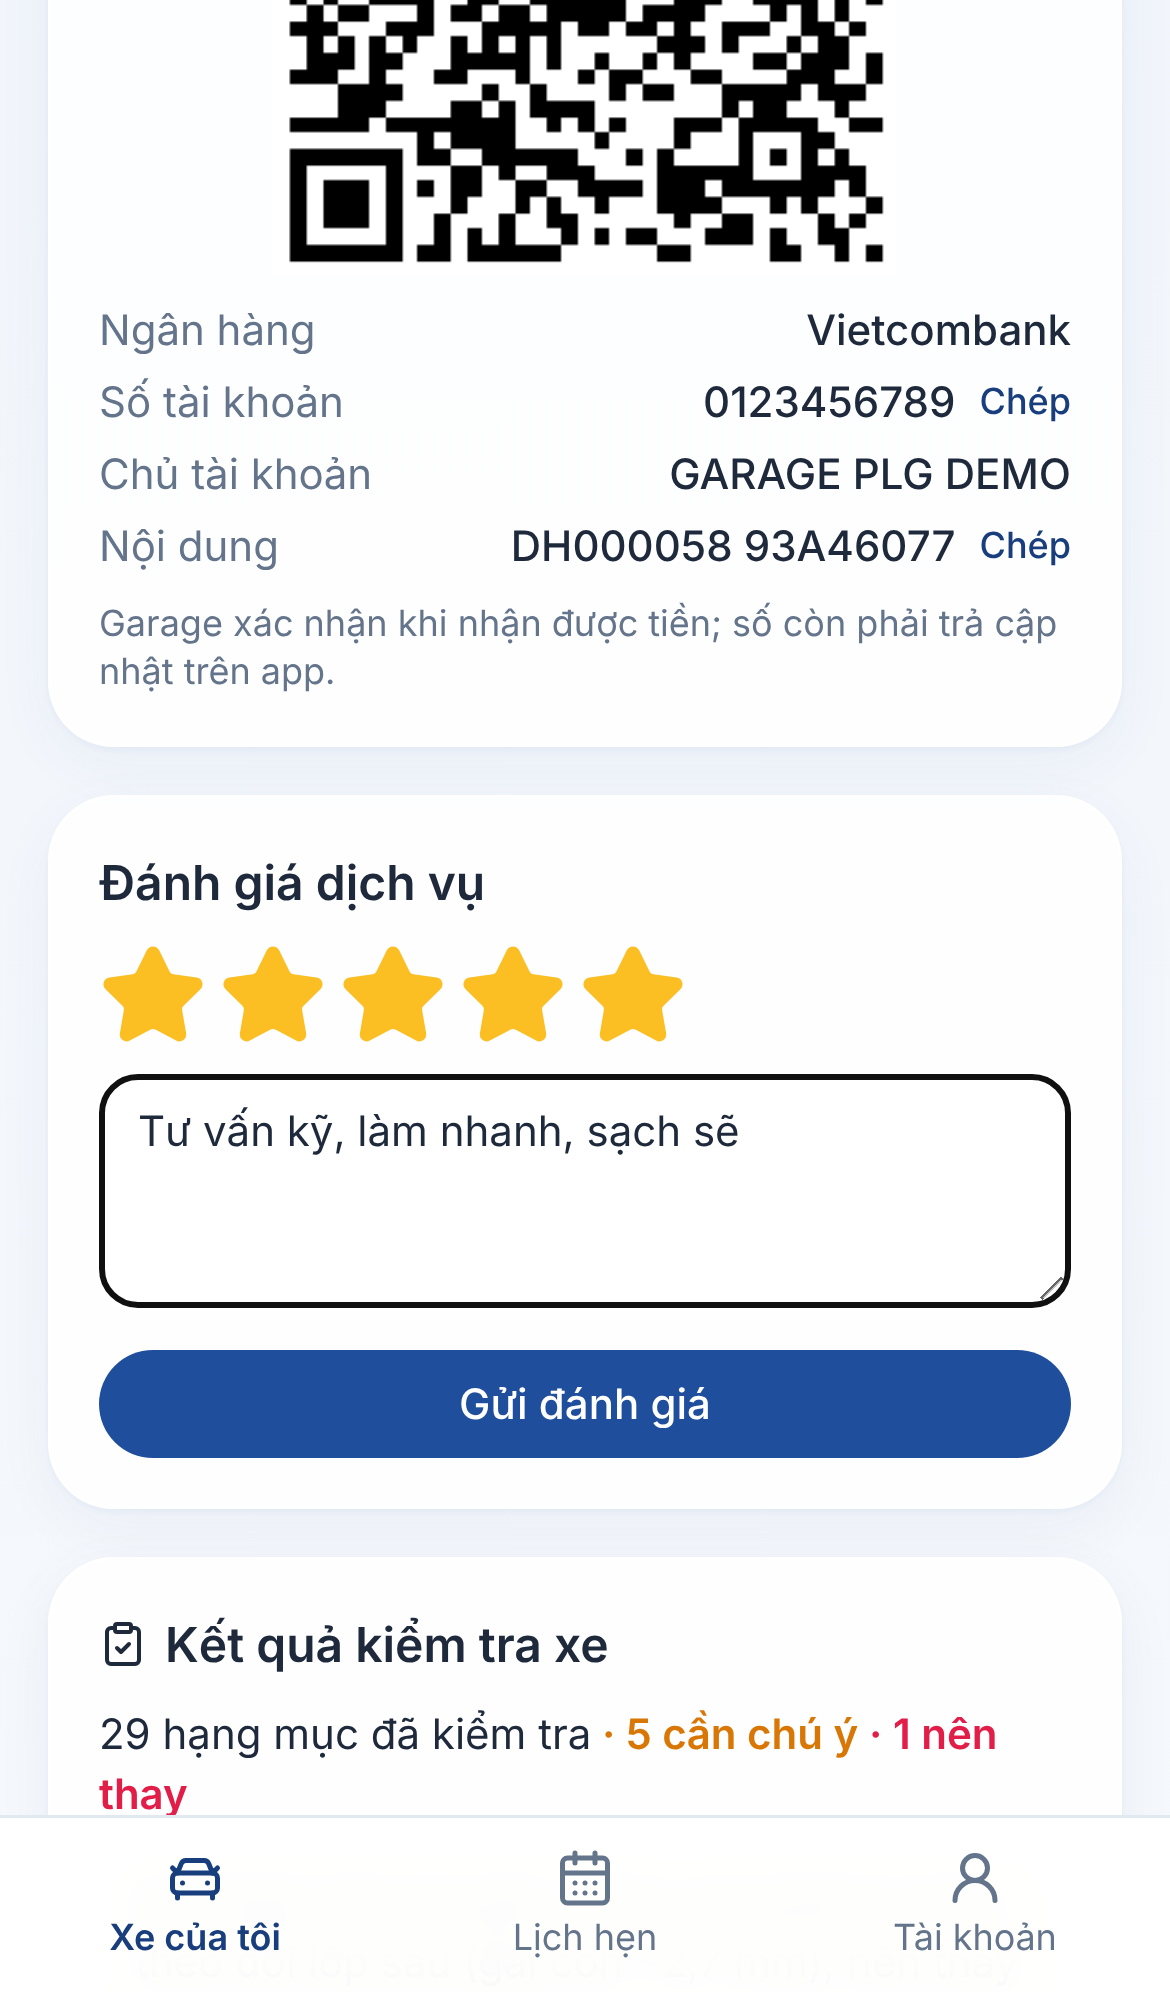 Ngân hàng Vietcombank
Số tài khoản 0123456789 Chép
Chủ tài khoản GARAGE PLG DEMO
Nội dung DH000058 93A46077 Chép
Garage xác nhận khi nhận được tiền; số còn phải trả cập
nhật trên app.
Đánh giá dịch vụ
Tư vấn kỹ, làm nhanh, sạch sẽ
Gửi đánh giá
Kết quả kiểm tra xe
29 hạng mục đã kiểm tra · 5 cần chú ý · 1 nên
thay
Xe của tôi
Lịch hẹn
Tài khoản